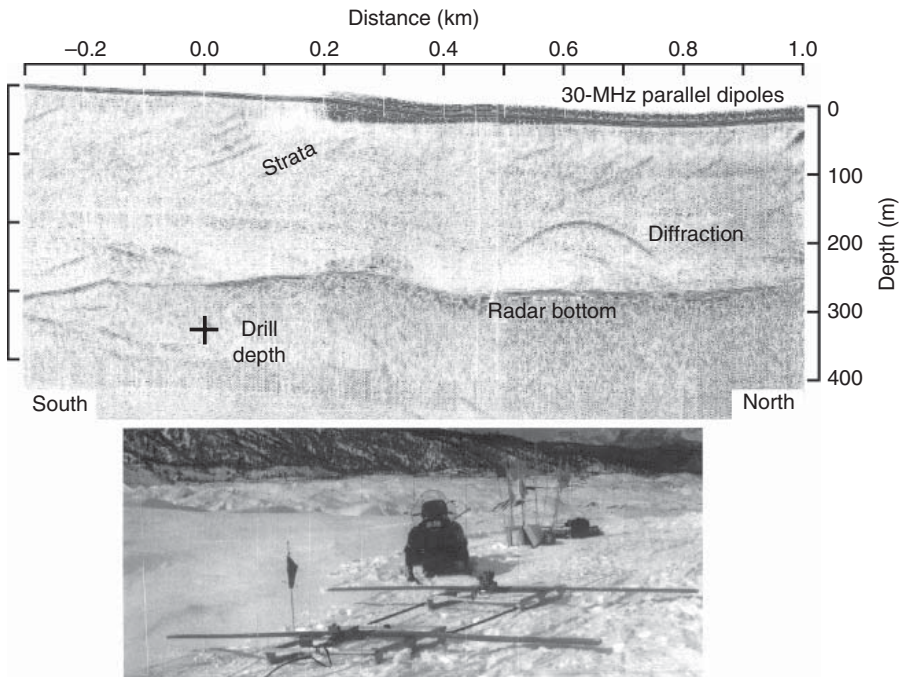 Distance (km)
−0.2 0.0 0.2 0.4 0.6 0.8 1.0
30-MHz parallel dipoles
0
Strata
100
Diffraction
200
Depth (m)
Radar bottom
300
Drill
depth
400
South
North